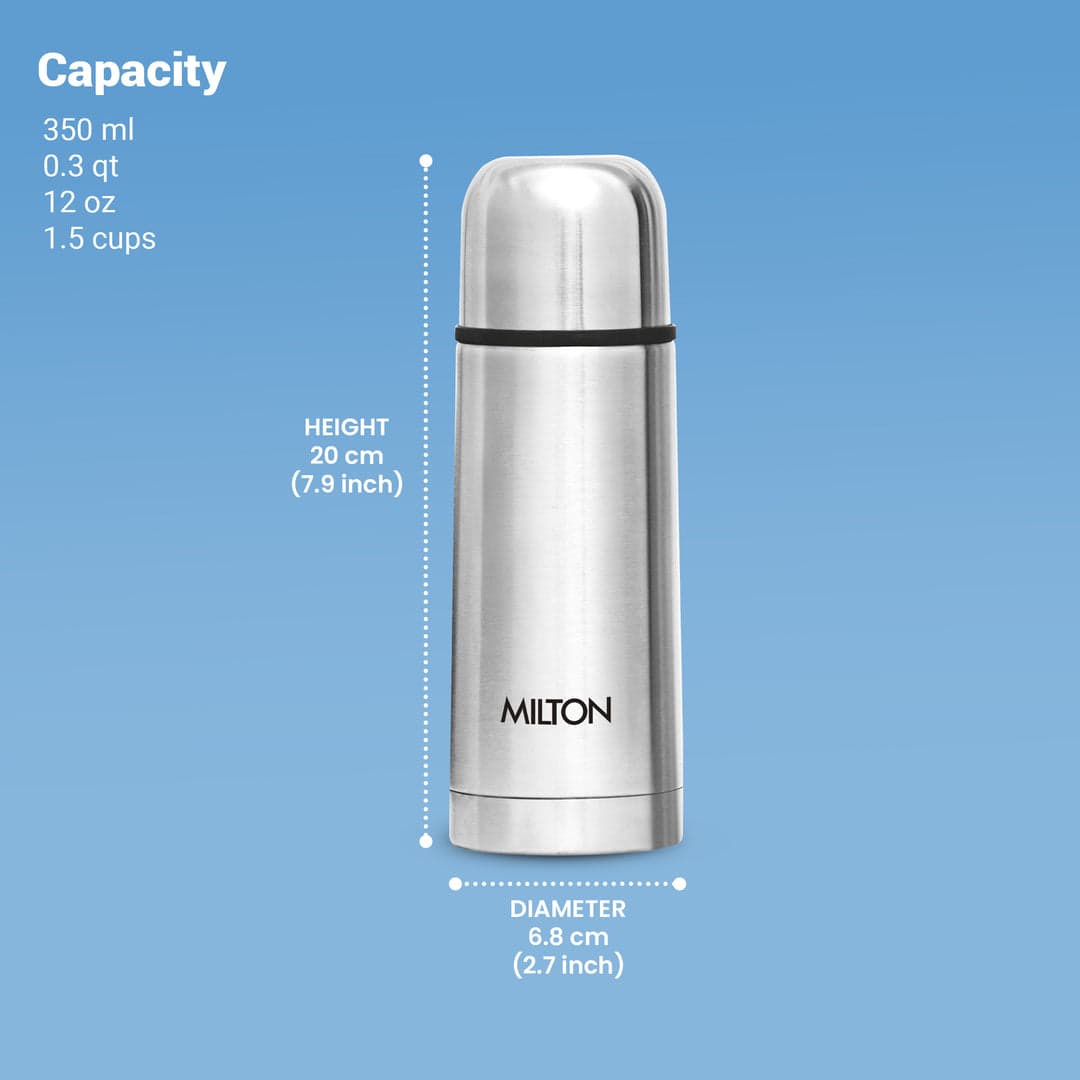 Capacity
350 ml
0.3 qt
12 oz
1.5 cups
HEIGHT
20 cm
(7.9 inch)
MILTON
DIAMETER
6.8 cm
(2.7 inch)